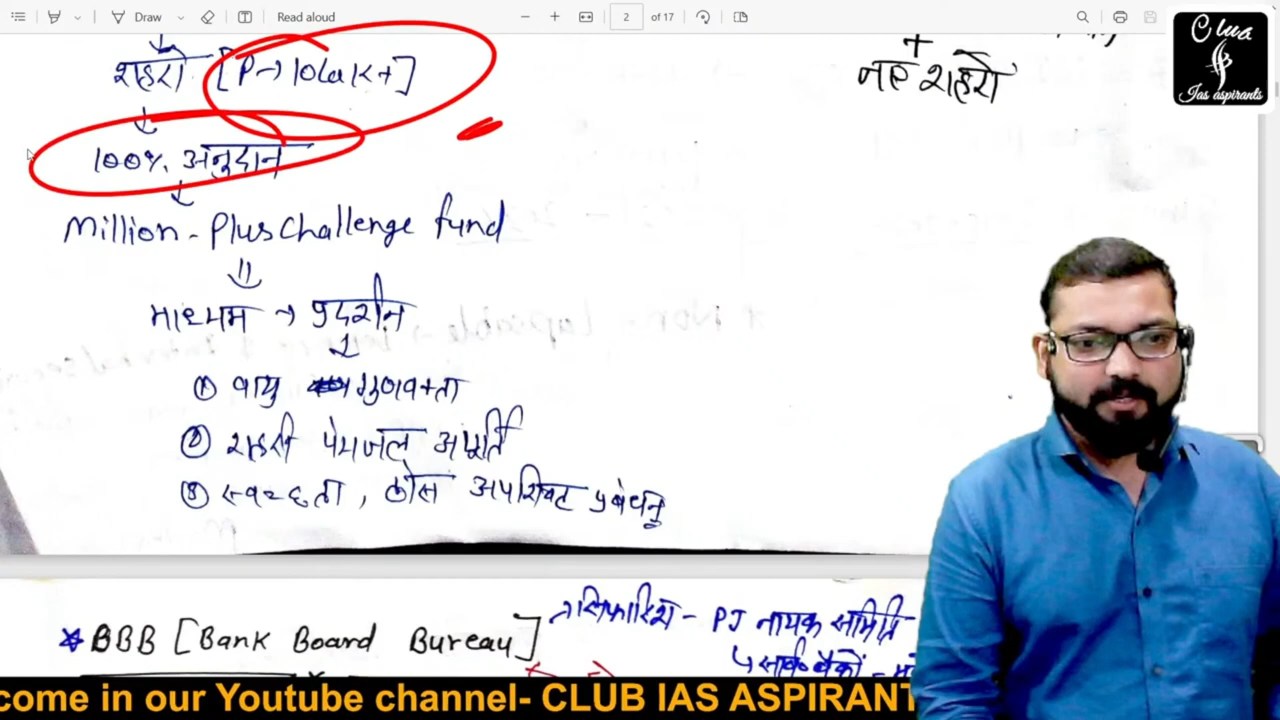 Draw
Read aloud
2
of 17
Club
Ias aspirants
शहरो [P→ 10lak+]
+
नए शहरो
100% अनुदान
Million - Plus Challenge fund
माध्यम → प्रदर्शन
① वायु गुणवत्ता
② शहरी पेयजल आपूर्ति
③ स्वच्छता, ठोस अपशिष्ट प्रबंधन
* BBB [Bank Board Bureau]
सिफारिश - PJ नायक समिति
come in our Youtube channel- CLUB IAS ASPIRANT